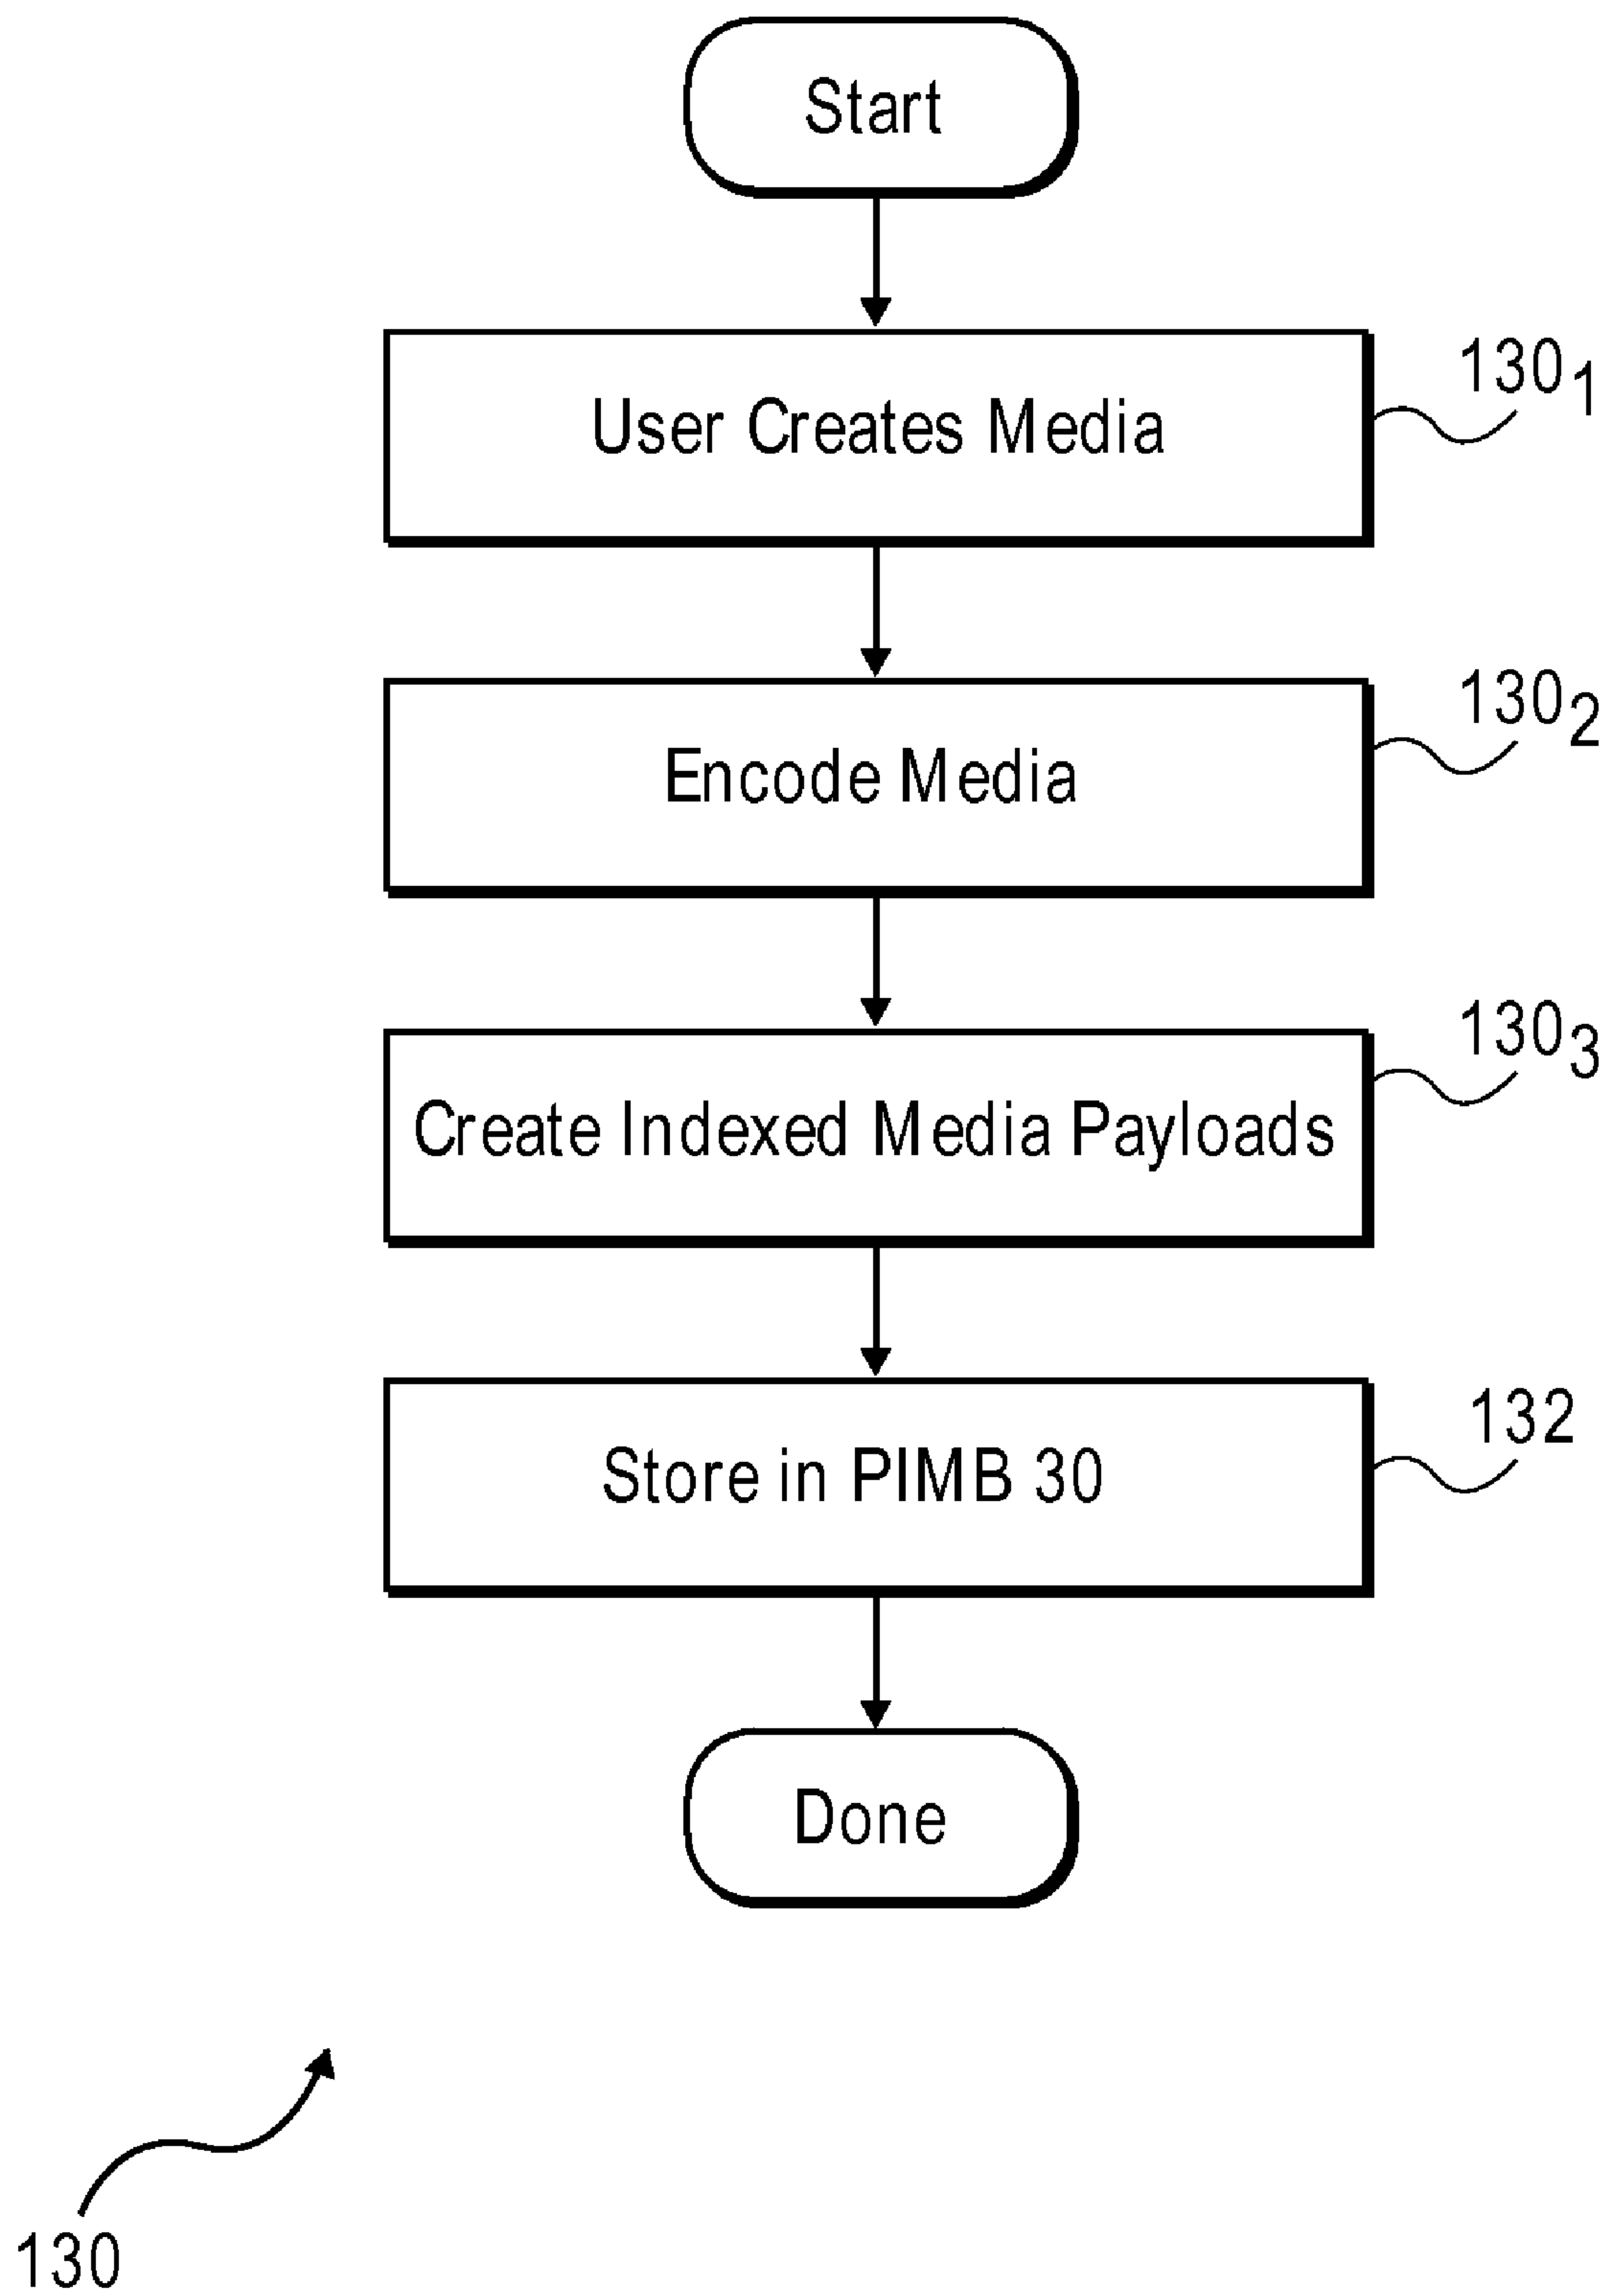 Start
User Creates Media
130₁
Encode Media
130₂
Create Indexed Media Payloads
130₃
Store in PIMB 30
132
Done
130